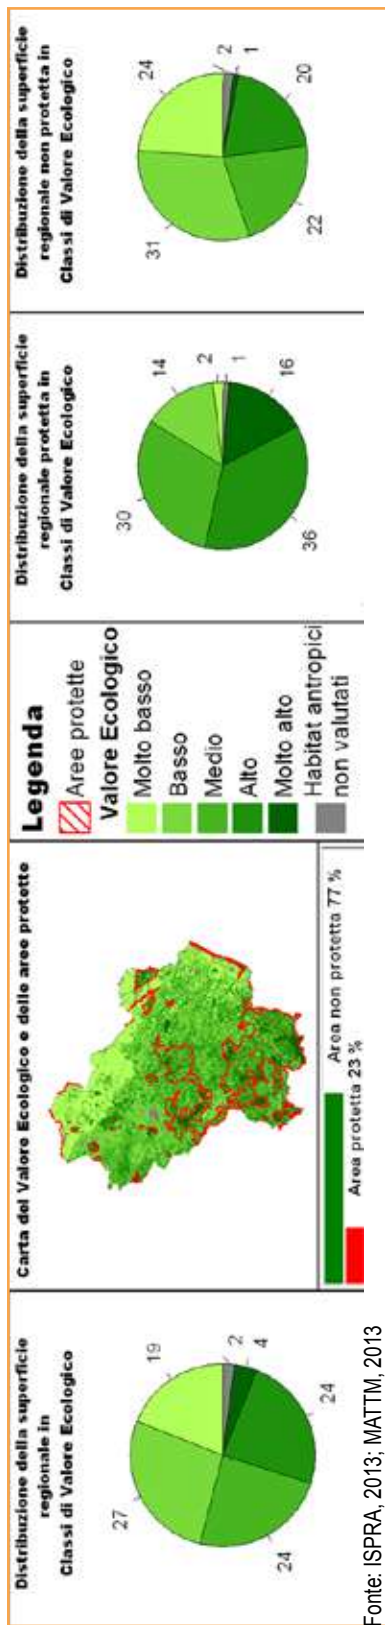 Distribuzione della superficie
regionale in
Classi di Valore Ecologico
19
27
2
4
24
24
Carta del Valore Ecologico e delle aree protette
Area non protetta 77 %
Area protetta 23 %
Legenda
Aree protette
Valore Ecologico
Molto basso
Basso
Medio
Alto
Molto alto
Habitat antropici
non valutati
Distribuzione della superficie
regionale protetta in
Classi di Valore Ecologico
14
2
30
1
16
36
Distribuzione della superficie
regionale non protetta in
Classi di Valore Ecologico
24
2
1
31
20
22
Fonte: ISPRA, 2013; MATTM, 2013